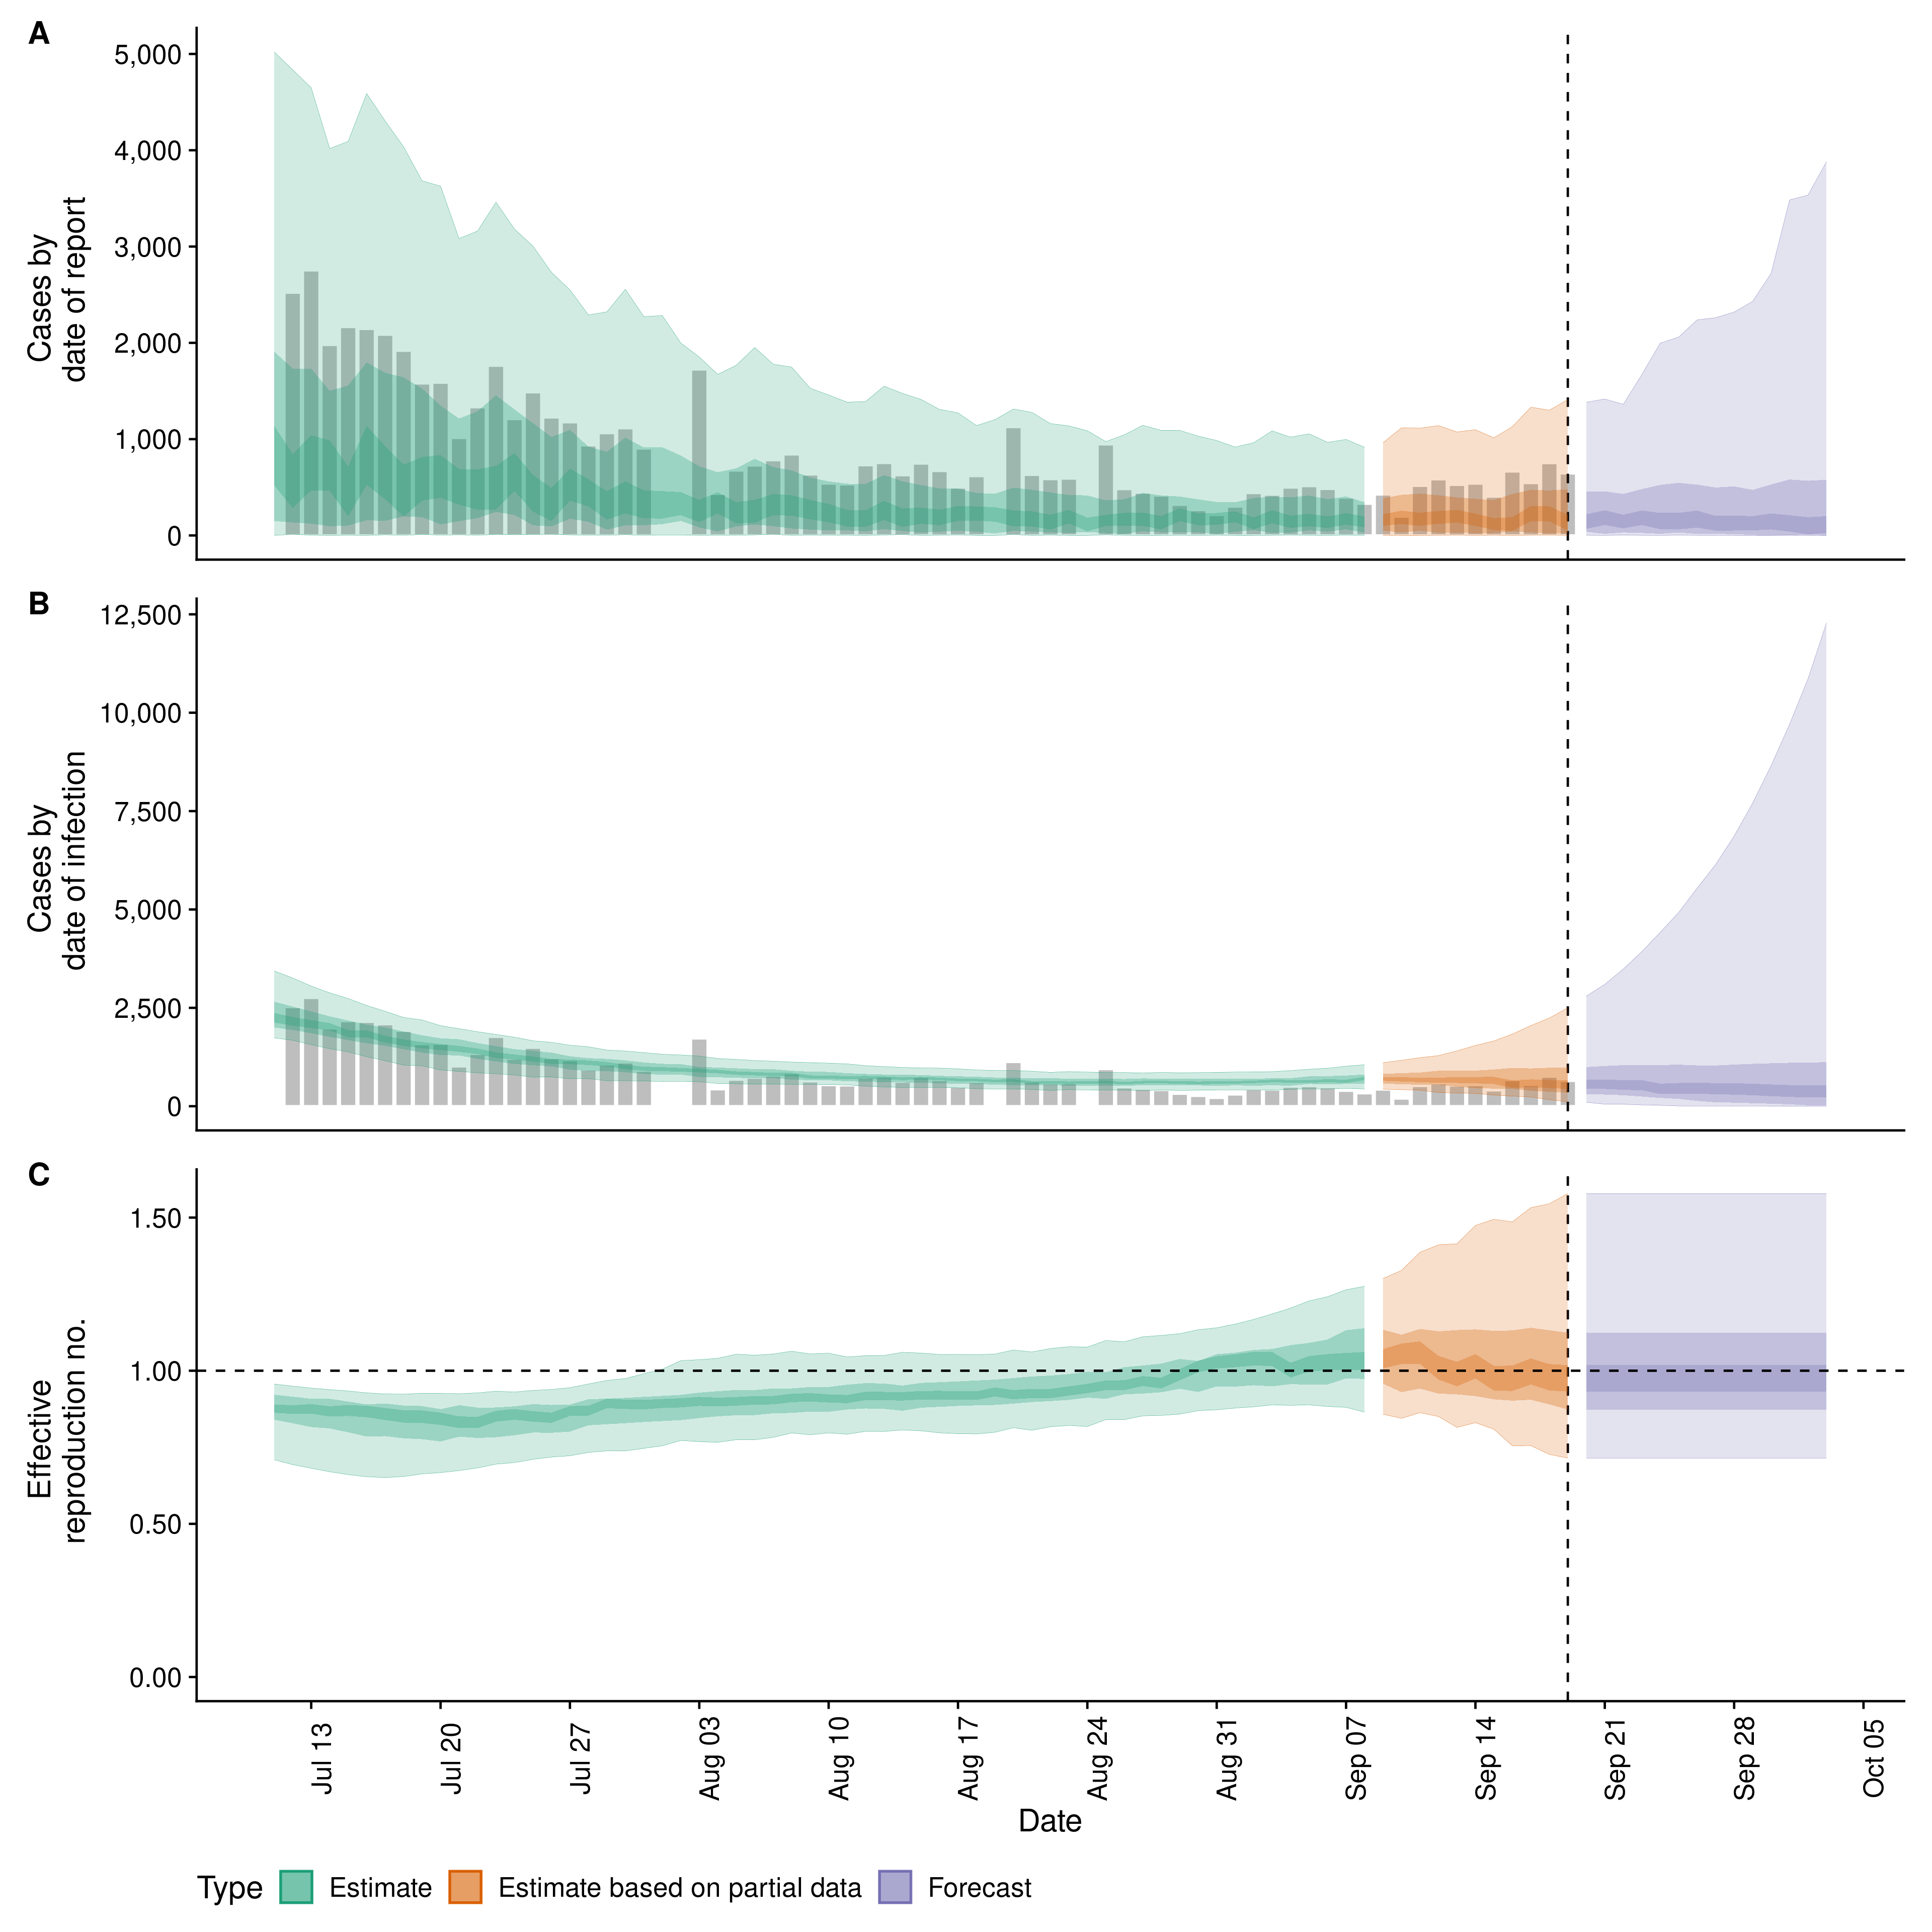 A
5,000
4,000
3,000
2,000
1,000
0
Cases by
date of report
B
12,500
10,000
7,500
5,000
2,500
0
Cases by
date of infection
C
1.50
1.00
0.50
0.00
Effective
reproduction no.
Jul 13
Jul 20
Jul 27
Aug 03
Aug 10
Aug 17
Aug 24
Aug 31
Sep 07
Sep 14
Sep 21
Sep 28
Oct 05
Date
Type Estimate Estimate based on partial data Forecast